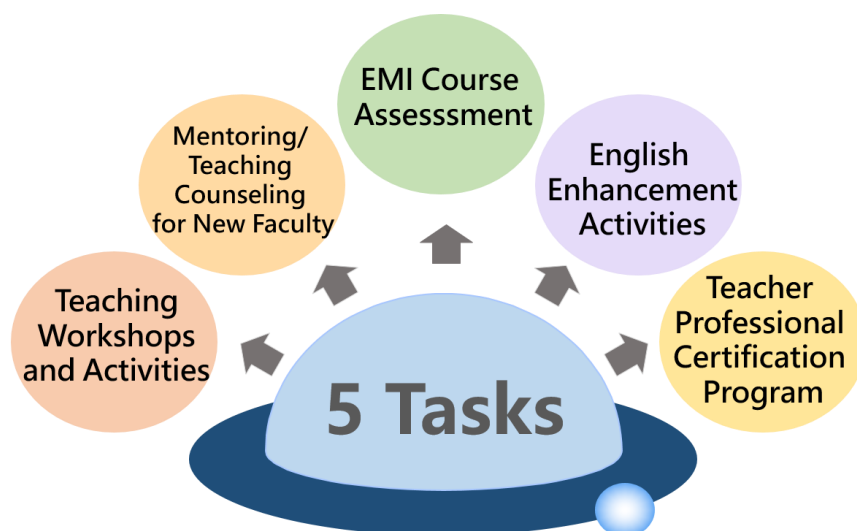 EMI Course
Assesssment
Mentoring/
Teaching
Counseling
for New Faculty
English
Enhancement
Activities
Teaching
Workshops
and Activities
Teacher
Professional
Certification
Program
5 Tasks